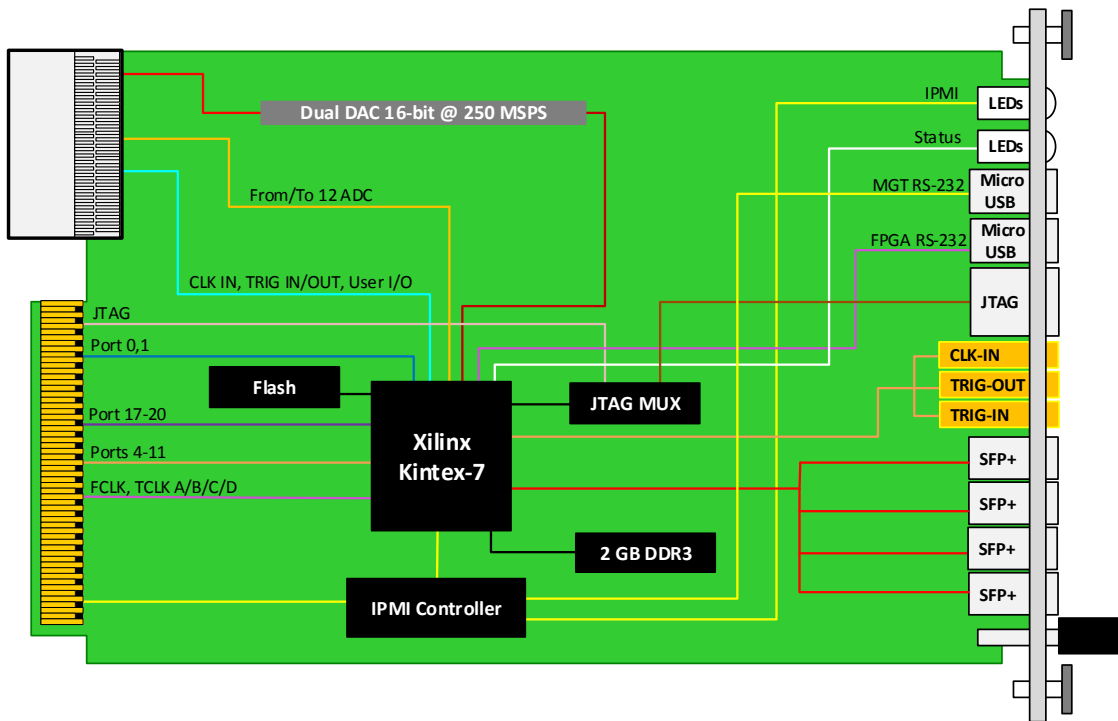 IPMI
LEDs
Dual DAC 16-bit @ 250 MSPS
Status
LEDs
MGT RS-232
Micro
USB
From/To 12 ADC
FPGA RS-232
Micro
USB
CLK IN, TRIG IN/OUT, User I/O
JTAG
JTAG
Port 0,1
CLK-IN
Flash
TRIG-OUT
JTAG MUX
Port 17-20
TRIG-IN
Xilinx
Kintex-7
Ports 4-11
SFP+
FCLK, TCLK A/B/C/D
SFP+
2 GB DDR3
SFP+
IPMI Controller
SFP+